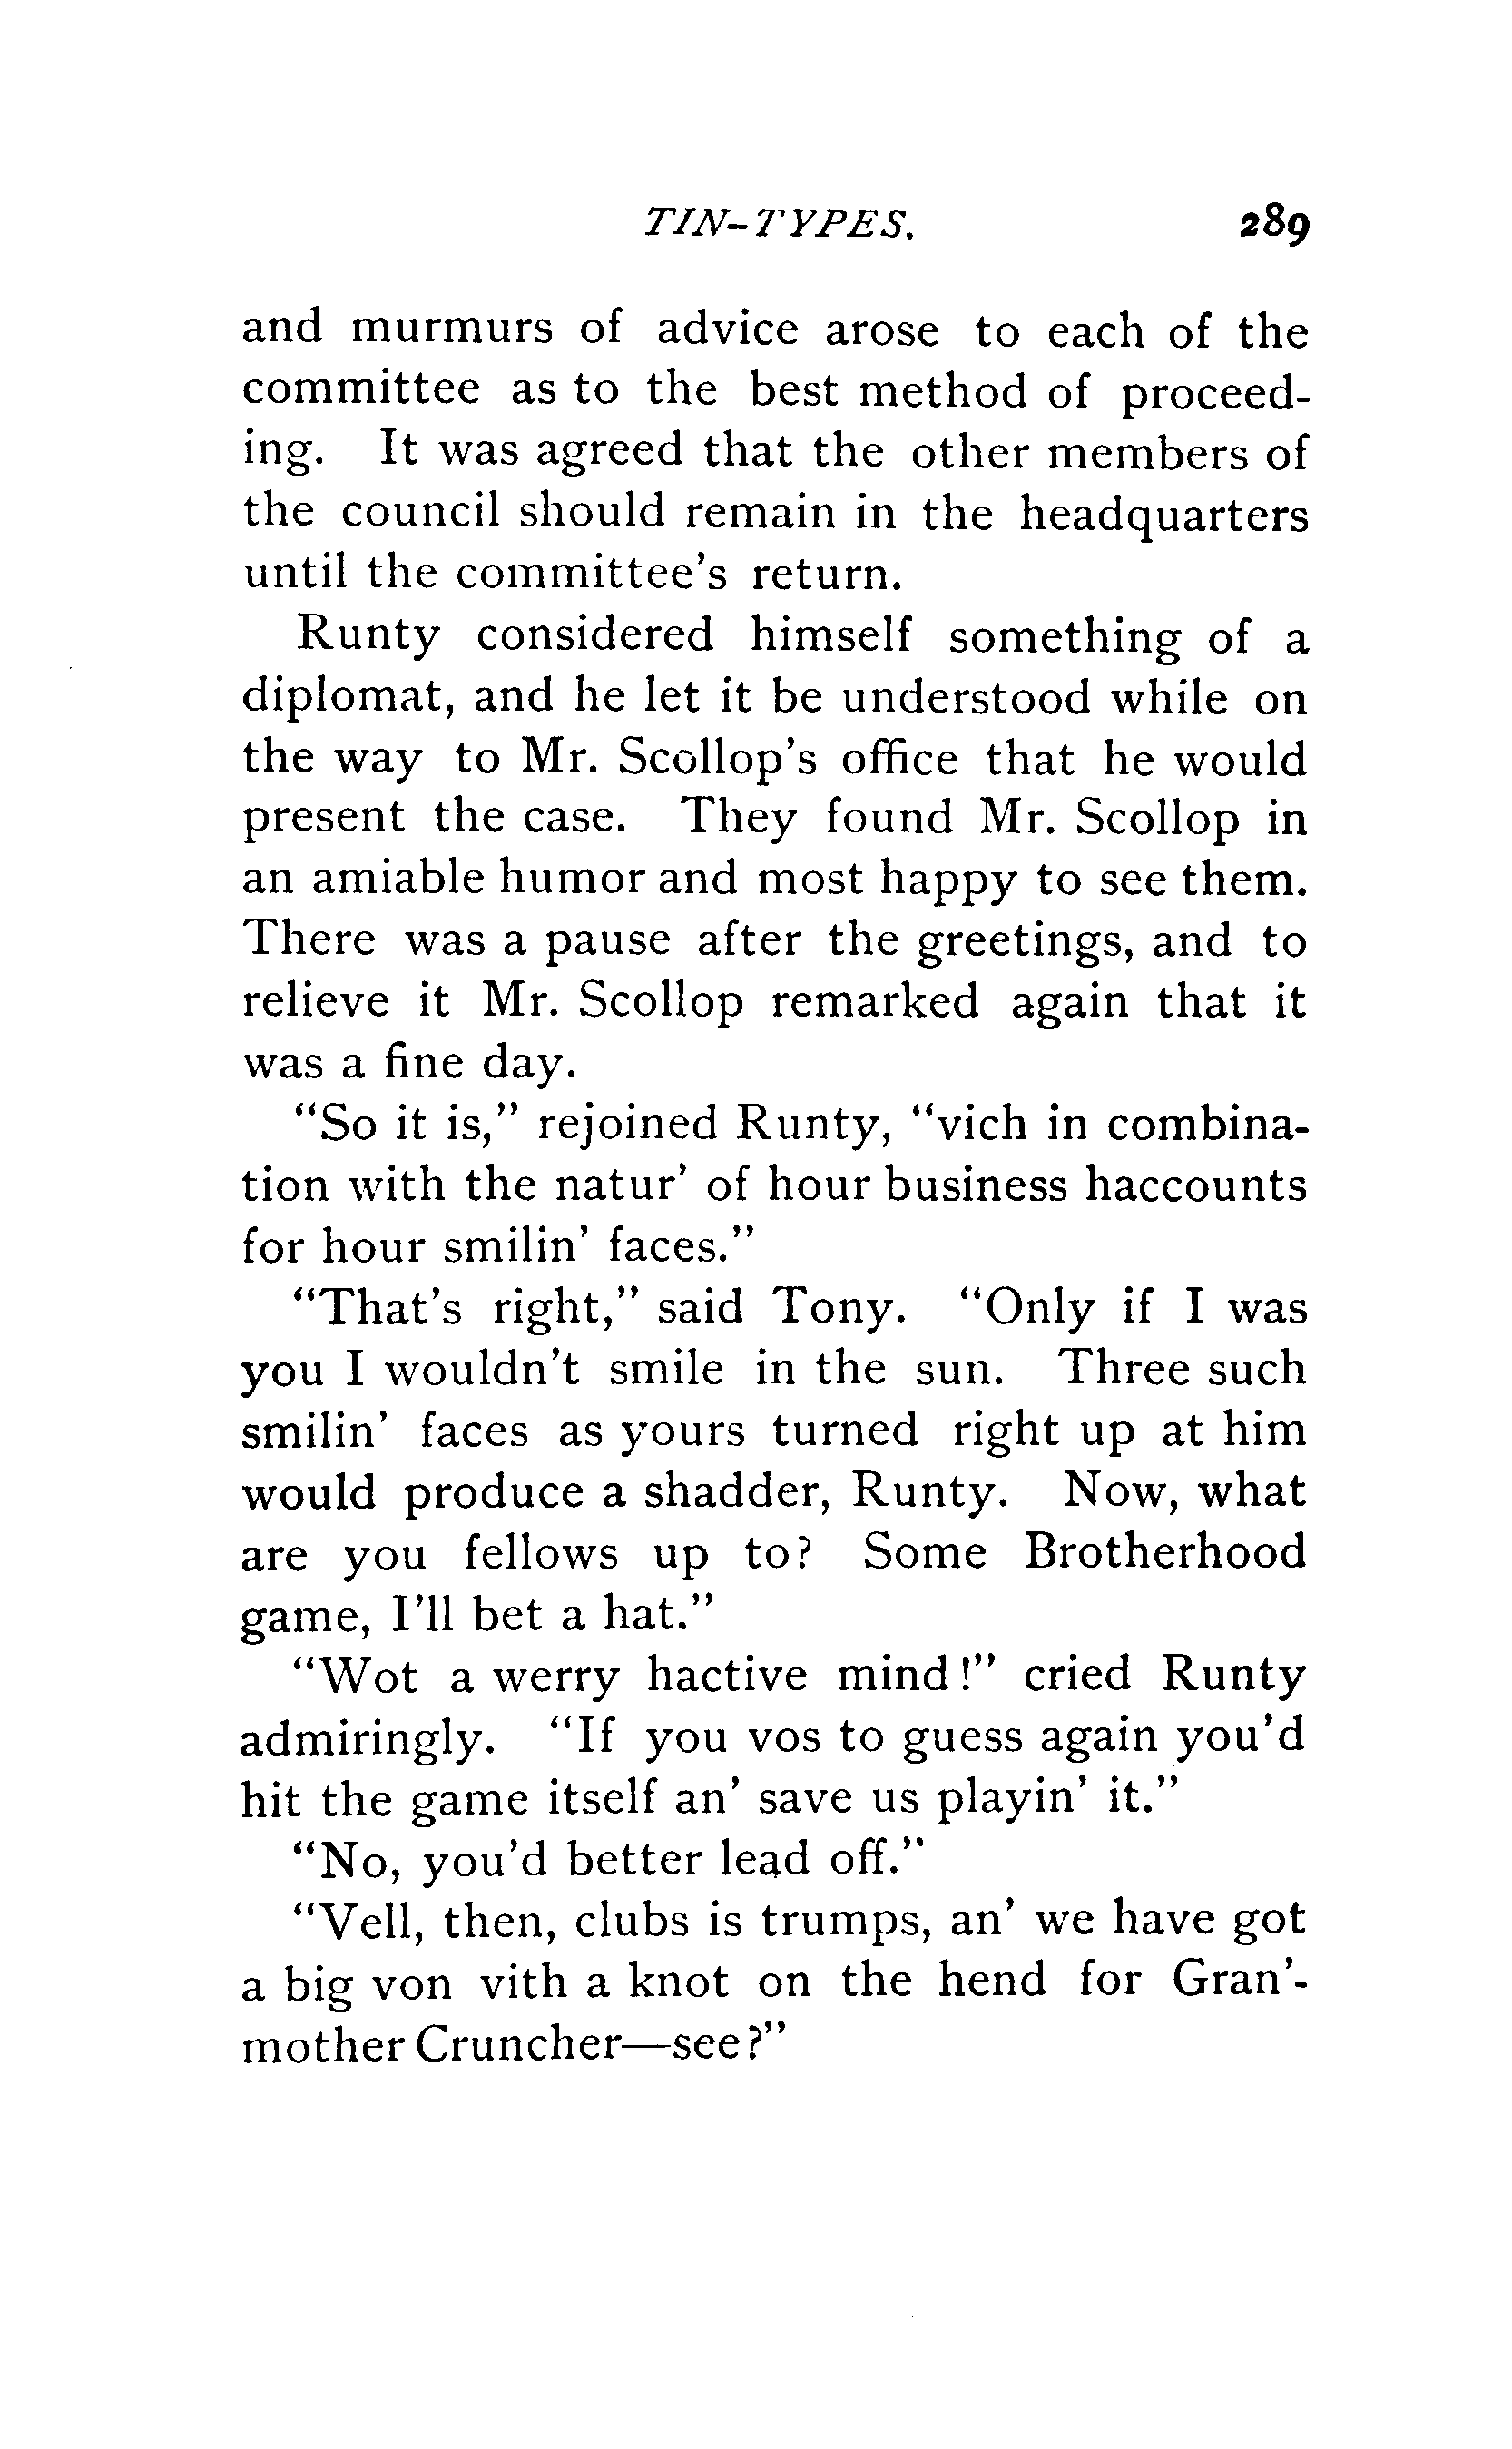 TIN-TYPES. 289
and murmurs of advice arose to each of the
committee as to the best method of proceed-
ing. It was agreed that the other members of
the council should remain in the headquarters
until the committee's return.
Runty considered himself something of a
diplomat, and he let it be understood while on
the way to Mr. Scollop's office that he would
present the case. They found Mr. Scollop in
an amiable humor and most happy to see them.
There was a pause after the greetings, and to
relieve it Mr. Scollop remarked again that it
was a fine day.
"So it is," rejoined Runty, "vich in combina-
tion with the natur' of hour business haccounts
for hour smilin' faces."
"That's right," said Tony. "Only if I was
you I wouldn't smile in the sun. Three such
smilin' faces as yours turned right up at him
would produce a shadder, Runty. Now, what
are you fellows up to? Some Brotherhood
game, I'll bet a hat."
"Wot a werry hactive mind!" cried Runty
admiringly. "If you vos to guess again you'd
hit the game itself an' save us playin' it."
"No, you'd better lead off."
"Vell, then, clubs is trumps, an' we have got
a big von vith a knot on the hend for Gran'-
mother Cruncher—see?"